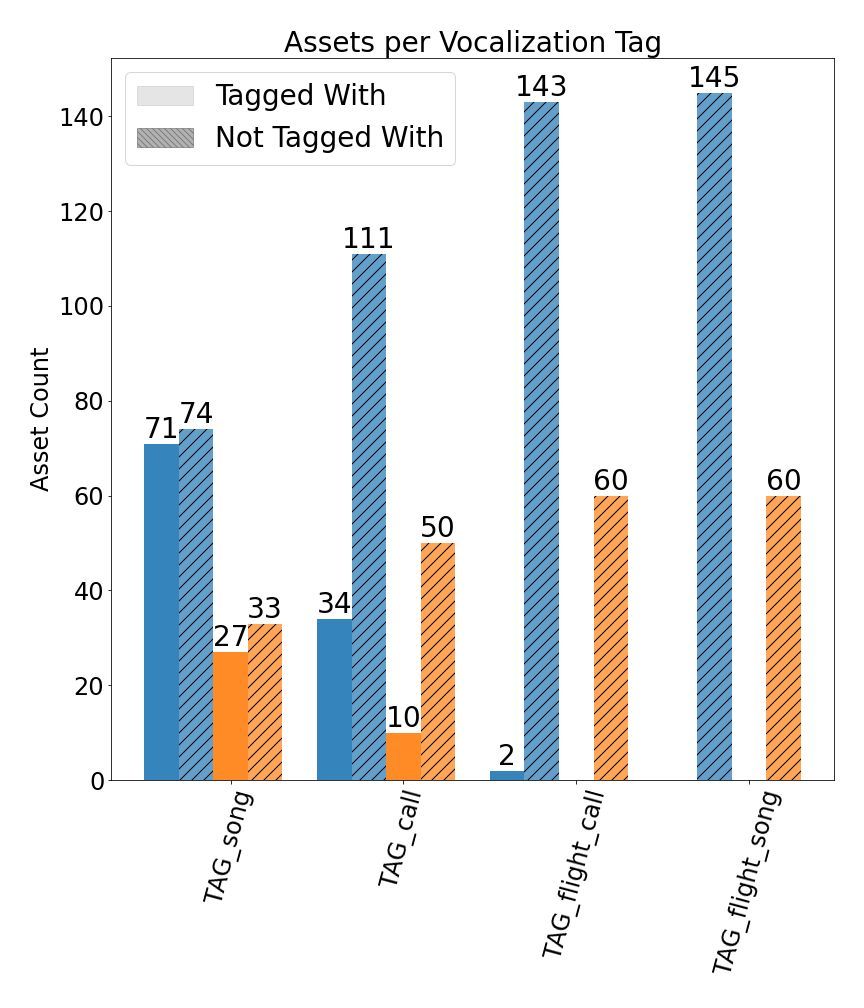 Assets per Vocalization Tag
Tagged With
Not Tagged With
Asset Count
140
120
100
80
60
40
20
0
71
74
27
33
34
111
10
50
2
143
60
145
60
TAG_song
TAG_call
TAG_flight_call
TAG_flight_song